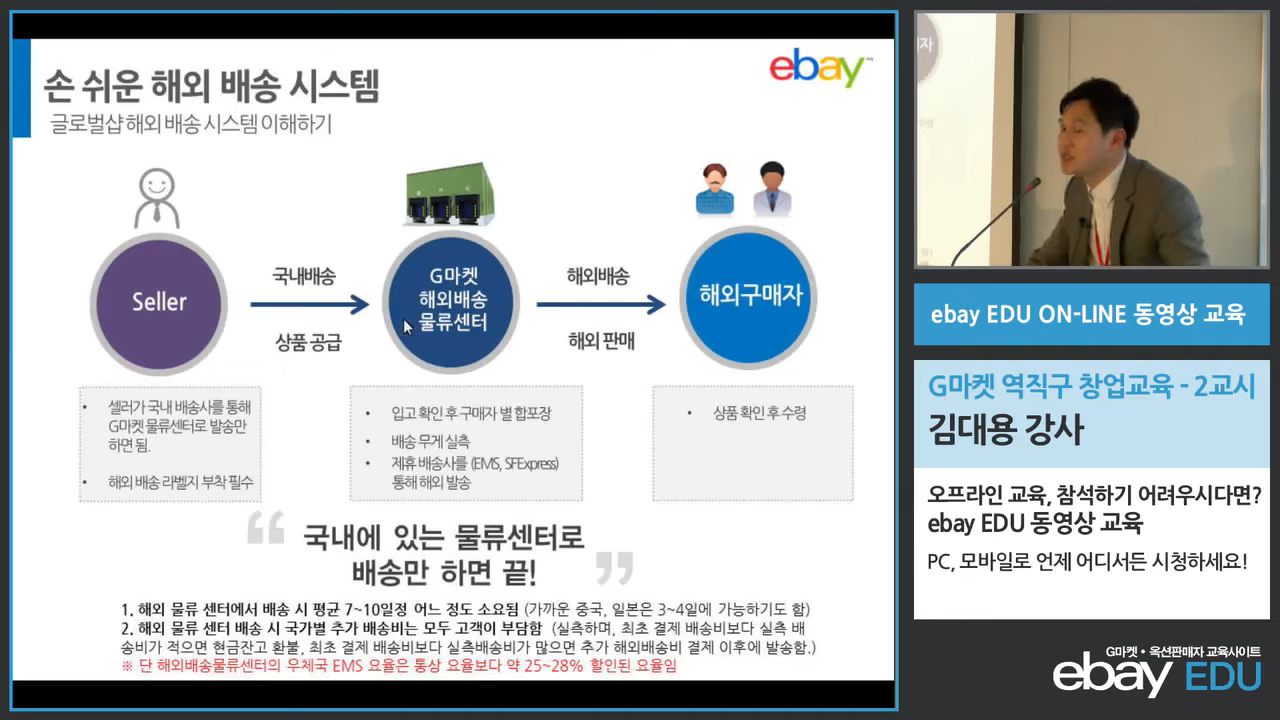 손 쉬운 해외 배송 시스템
글로벌샵 해외 배송 시스템 이해하기
ebay™
Seller
국내배송
상품 공급
G마켓
해외배송
물류센터
해외배송
해외 판매
해외구매자
• 셀러가 국내 배송사를 통해
G마켓 물류센터로 발송만
하면 됨.
• 해외 배송 라벨지 부착 필수
• 입고 확인 후 구매자 별 합포장
• 배송 무게 실측
• 제휴 배송사를 (EMS, SFExpress)
통해 해외 발송
• 상품 확인 후 수령
“ 국내에 있는 물류센터로
배송만 하면 끝! ”
1. 해외 물류 센터에서 배송 시 평균 7~10일정 어느 정도 소요됨 (가까운 중국, 일본은 3~4일에 가능하기도 함)
2. 해외 물류 센터 배송 시 국가별 추가 배송비는 모두 고객이 부담함 (실측하며, 최초 결제 배송비보다 실측 배
송비가 적으면 현금잔고 환불, 최초 결제 배송비보다 실측배송비가 많으면 추가 해외배송비 결제 이후에 발송함.)
※ 단 해외배송물류센터의 우체국 EMS 요율은 통상 요율보다 약 25~28% 할인된 요율임
자
ebay EDU ON-LINE 동영상 교육
G마켓 역직구 창업교육 - 2교시
김대용 강사
오프라인 교육, 참석하기 어려우시다면?
ebay EDU 동영상 교육
PC, 모바일로 언제 어디서든 시청하세요!
G마켓 • 옥션판매자 교육사이트
ebay EDU